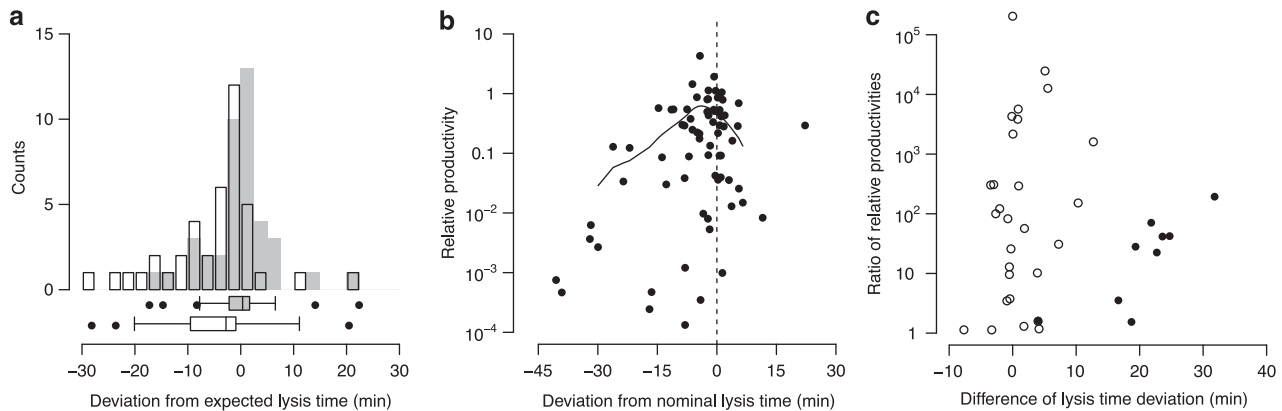 a
15
10
5
0
Counts
−30 −20 −10 0 10 20 30
Deviation from expected lysis time (min)
b
10
1
0.1
10⁻²
10⁻³
10⁻⁴
Relative productivity
−45 −30 −15 0 15 30
Deviation from nominal lysis time (min)
c
10⁵
10⁴
10³
10²
10
1
Ratio of relative productivities
−10 0 10 20 30 40
Difference of lysis time deviation (min)